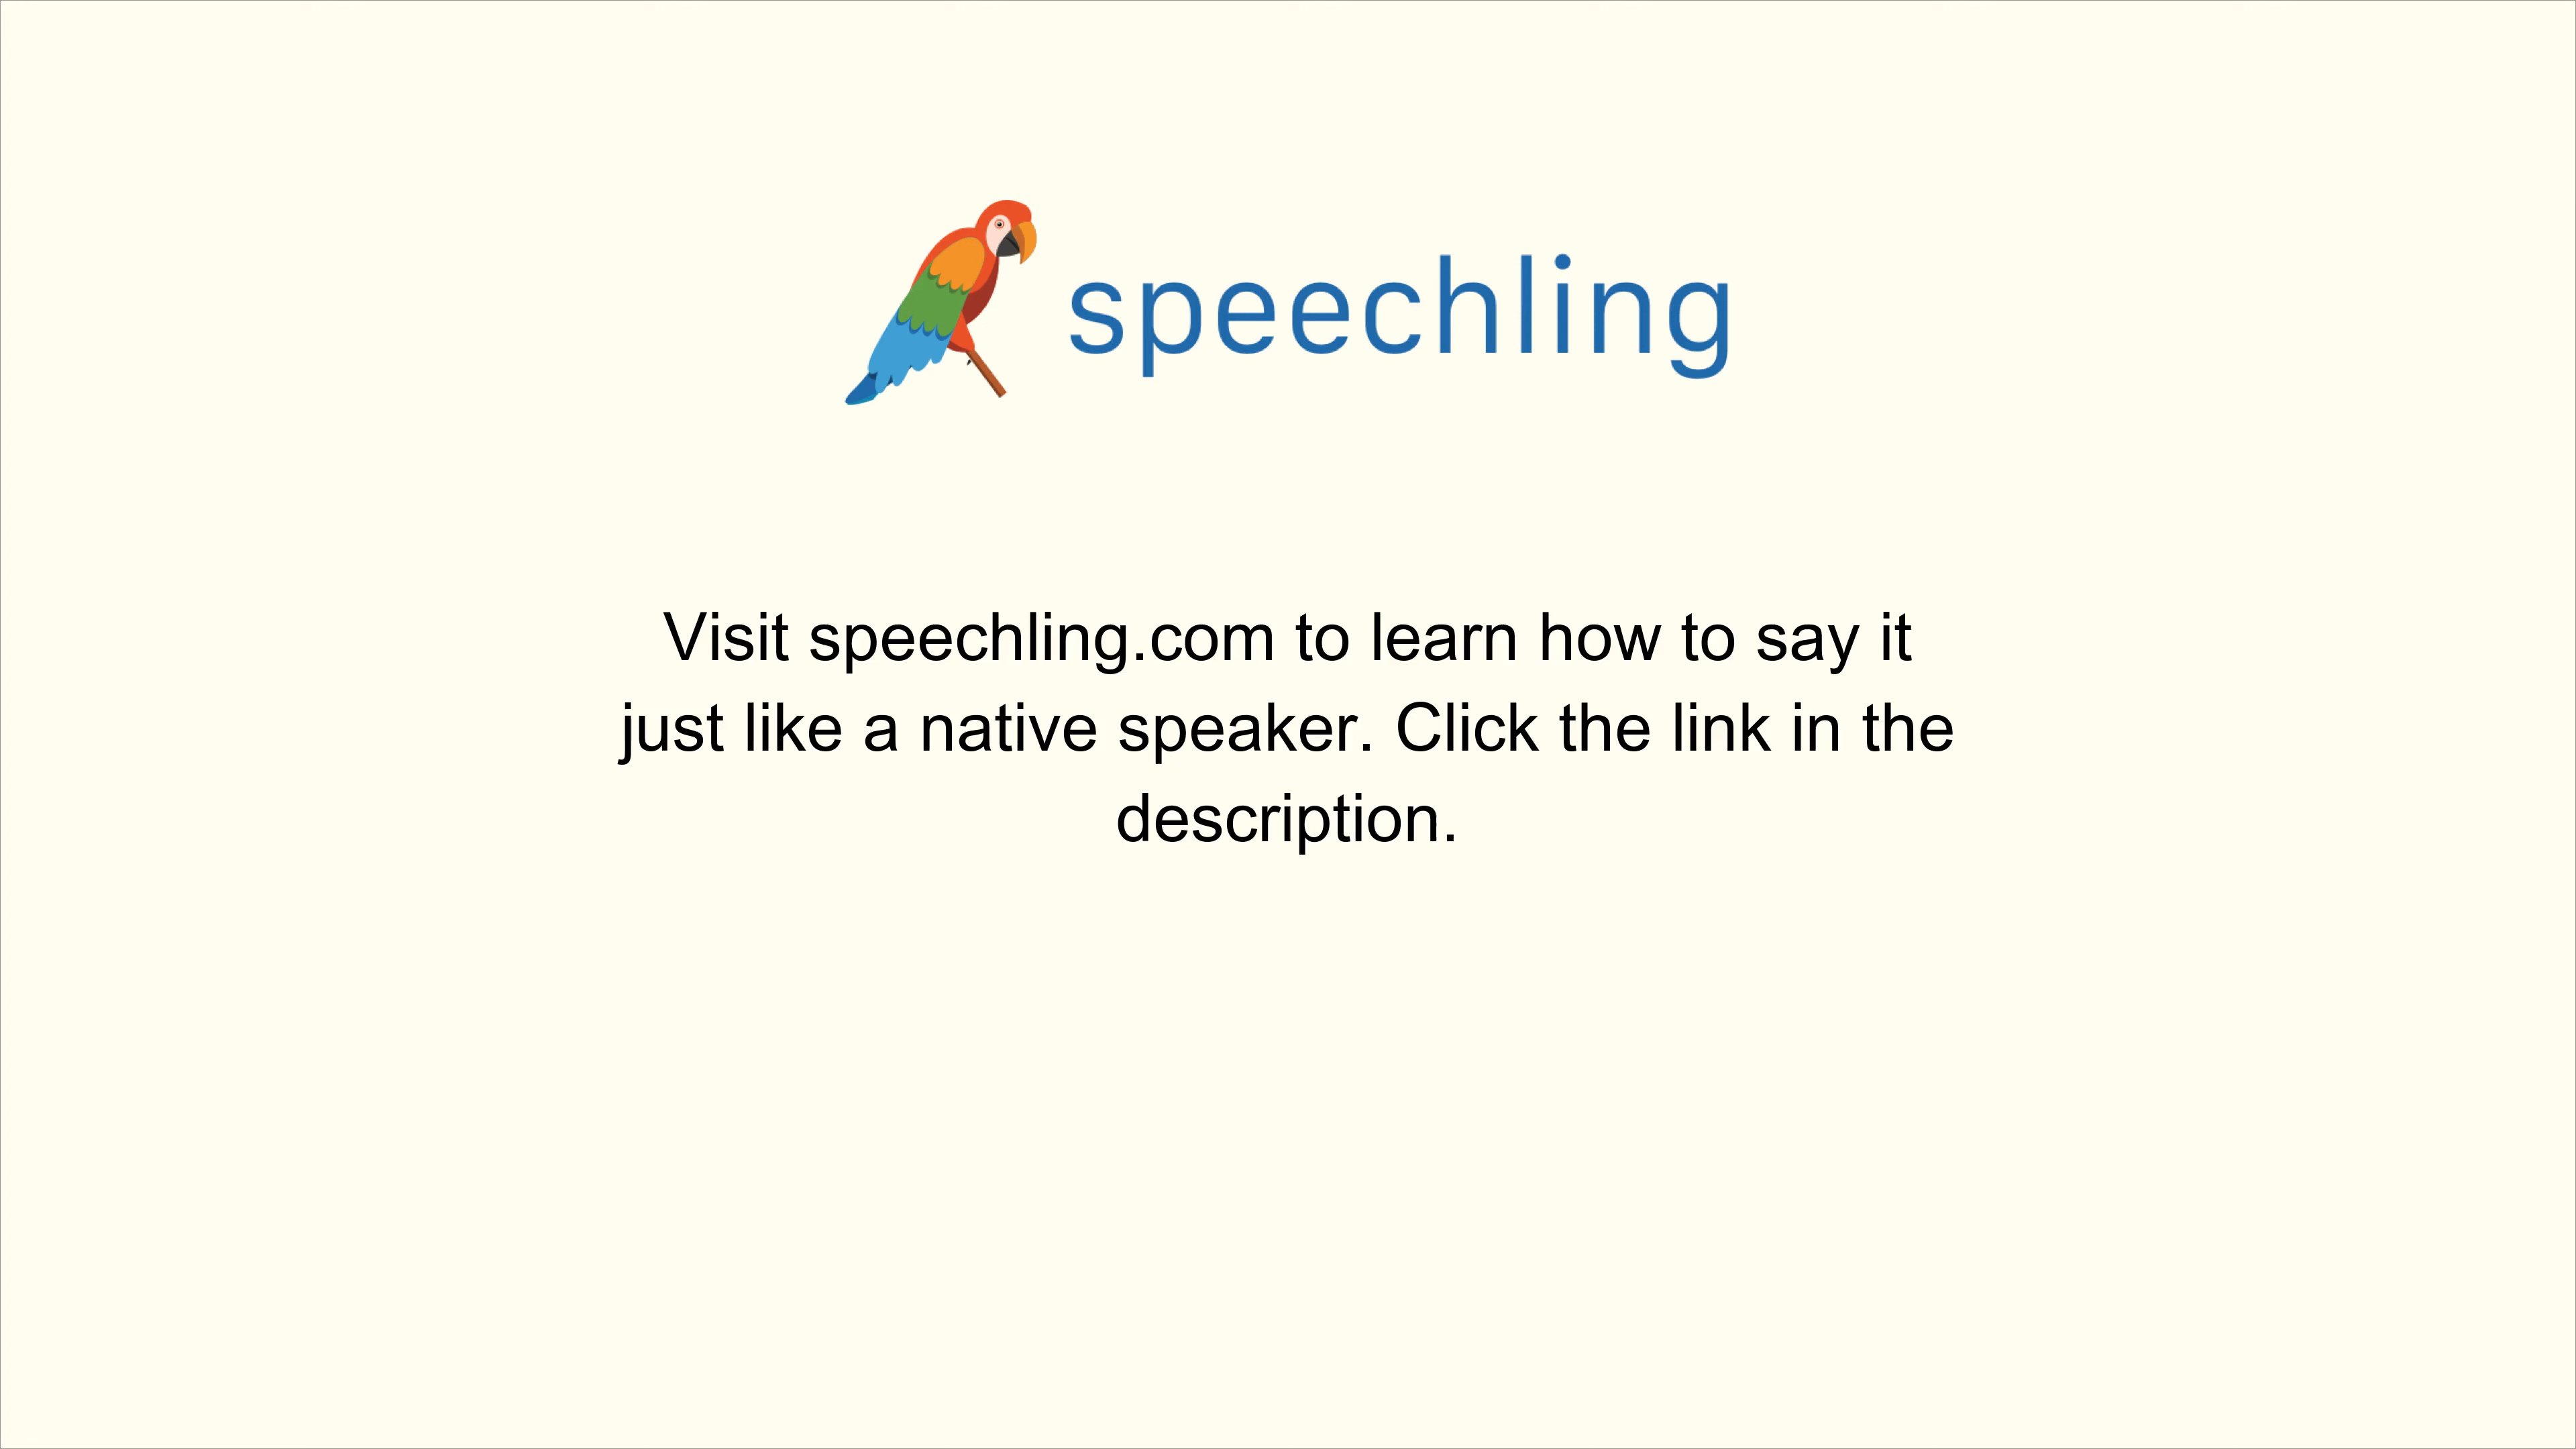 speechling
Visit speechling.com to learn how to say it
just like a native speaker. Click the link in the
description.